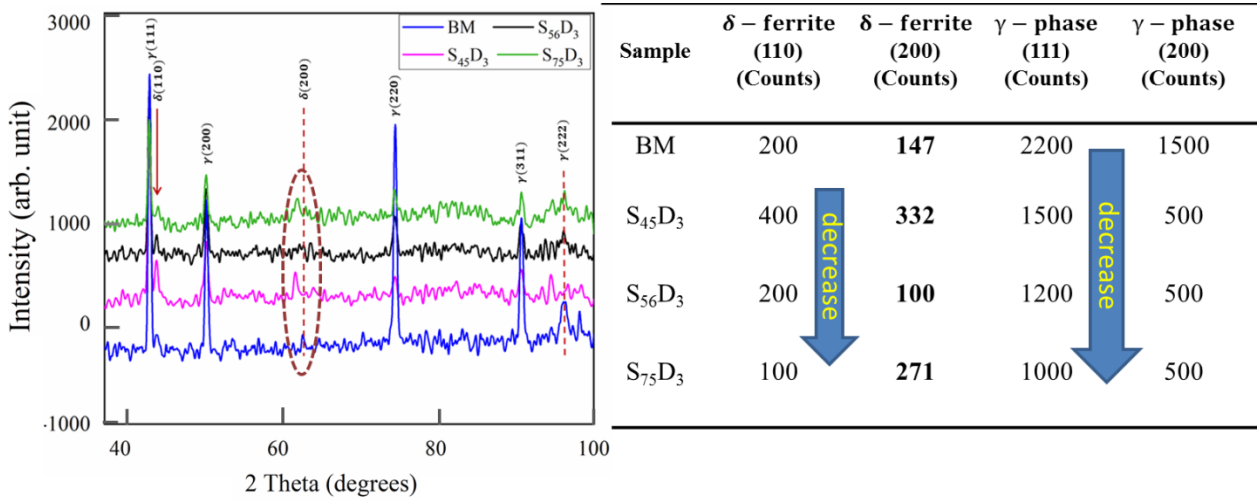 3000
2000
1000
0
-1000
Intensity (arb. unit)
40
60
80
100
2 Theta (degrees)
BM
S₅₆D₃
S₄₅D₃
S₇₅D₃
γ(111)
δ(110)
γ(200)
δ(200)
γ(220)
γ(311)
γ(222)
Sample δ – ferrite (110) (Counts) δ – ferrite (200) (Counts) γ – phase (111) (Counts) γ – phase (200) (Counts)
BM 200 147 2200 1500
S₄₅D₃ 400 332 1500 500
S₅₆D₃ 200 100 1200 500
S₇₅D₃ 100 271 1000 500
decrease
decrease